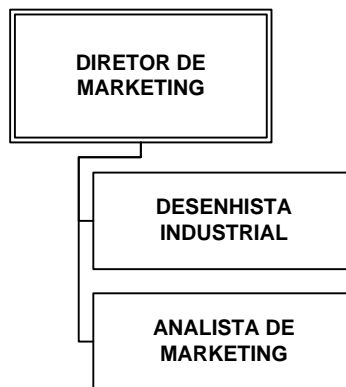 DIRETOR DE
MARKETING
DESENHISTA
INDUSTRIAL
ANALISTA DE
MARKETING